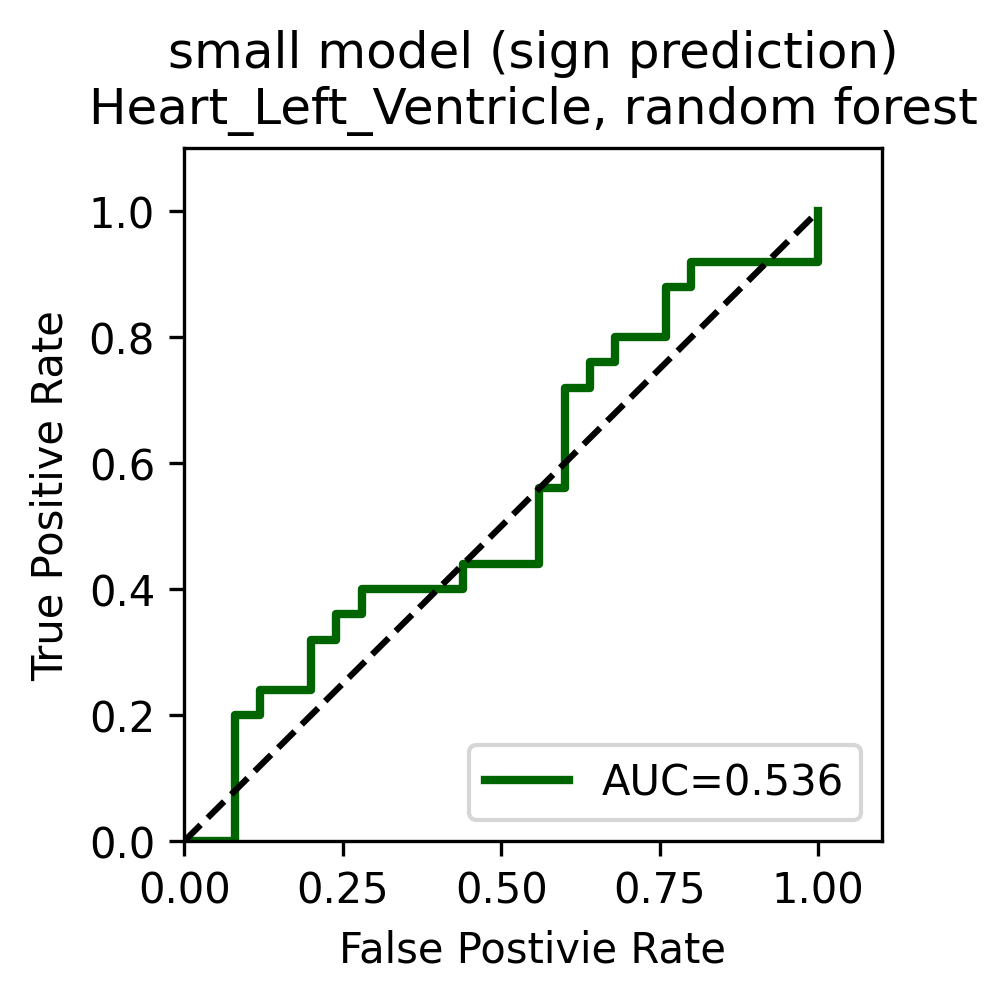 small model (sign prediction)
Heart_Left_Ventricle, random forest
1.0
0.8
0.6
0.4
0.2
0.0
True Positive Rate
AUC=0.536
0.00 0.25 0.50 0.75 1.00
False Postivie Rate